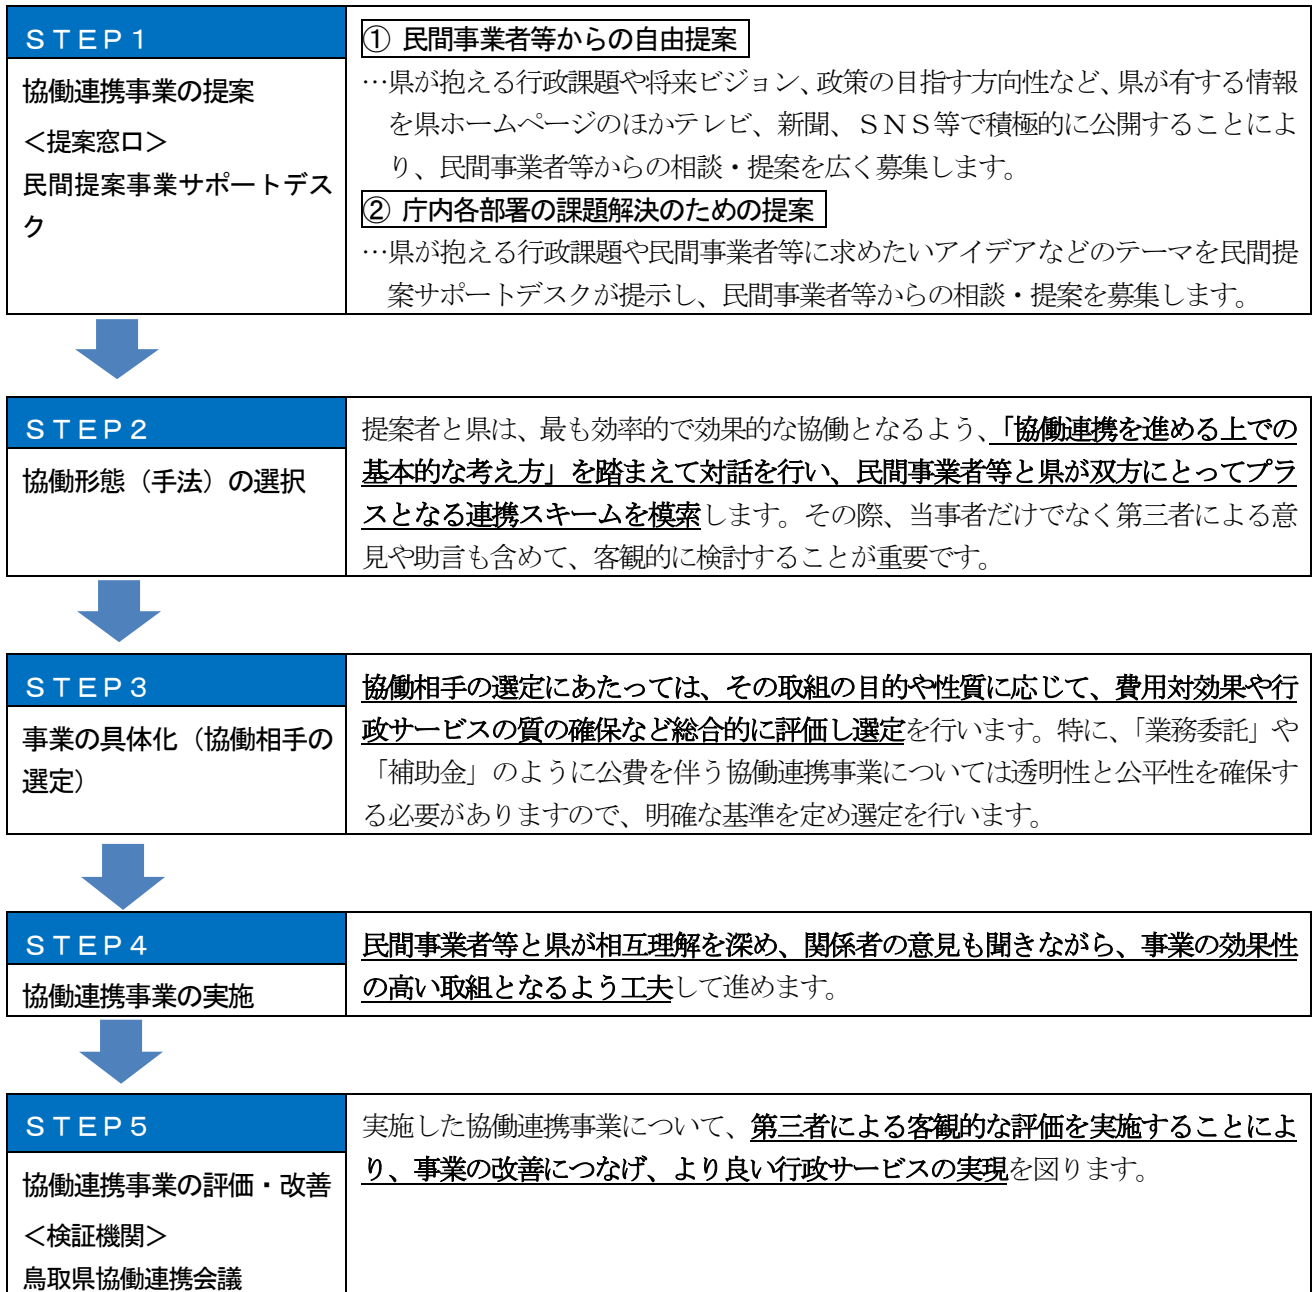 ＳＴＥＰ１
協働連携事業の提案
＜提案窓口＞
民間提案事業サポートデス
ク
① 民間事業者等からの自由提案
…県が抱える行政課題や将来ビジョン、政策の目指す方向性など、県が有する情報
を県ホームページのほかテレビ、新聞、ＳＮＳ等で積極的に公開することによ
り、民間事業者等からの相談・提案を広く募集します。
② 庁内各部署の課題解決のための提案
…県が抱える行政課題や民間事業者等に求めたいアイデアなどのテーマを民間提
案サポートデスクが提示し、民間事業者等からの相談・提案を募集します。
ＳＴＥＰ２
協働形態（手法）の選択
提案者と県は、最も効率的で効果的な協働となるよう、「協働連携を進める上での
基本的な考え方」を踏まえて対話を行い、民間事業者等と県が双方にとってプラ
スとなる連携スキームを模索します。その際、当事者だけでなく第三者による意
見や助言も含めて、客観的に検討することが重要です。
ＳＴＥＰ３
事業の具体化（協働相手の
選定）
協働相手の選定にあたっては、その取組の目的や性質に応じて、費用対効果や行
政サービスの質の確保など総合的に評価し選定を行います。特に、「業務委託」や
「補助金」のように公費を伴う協働連携事業については透明性と公平性を確保す
る必要がありますので、明確な基準を定め選定を行います。
ＳＴＥＰ４
協働連携事業の実施
民間事業者等と県が相互理解を深め、関係者の意見も聞きながら、事業の効果性
の高い取組となるよう工夫して進めます。
ＳＴＥＰ５
協働連携事業の評価・改善
＜検証機関＞
鳥取県協働連携会議
実施した協働連携事業について、第三者による客観的な評価を実施することによ
り、事業の改善につなげ、より良い行政サービスの実現を図ります。